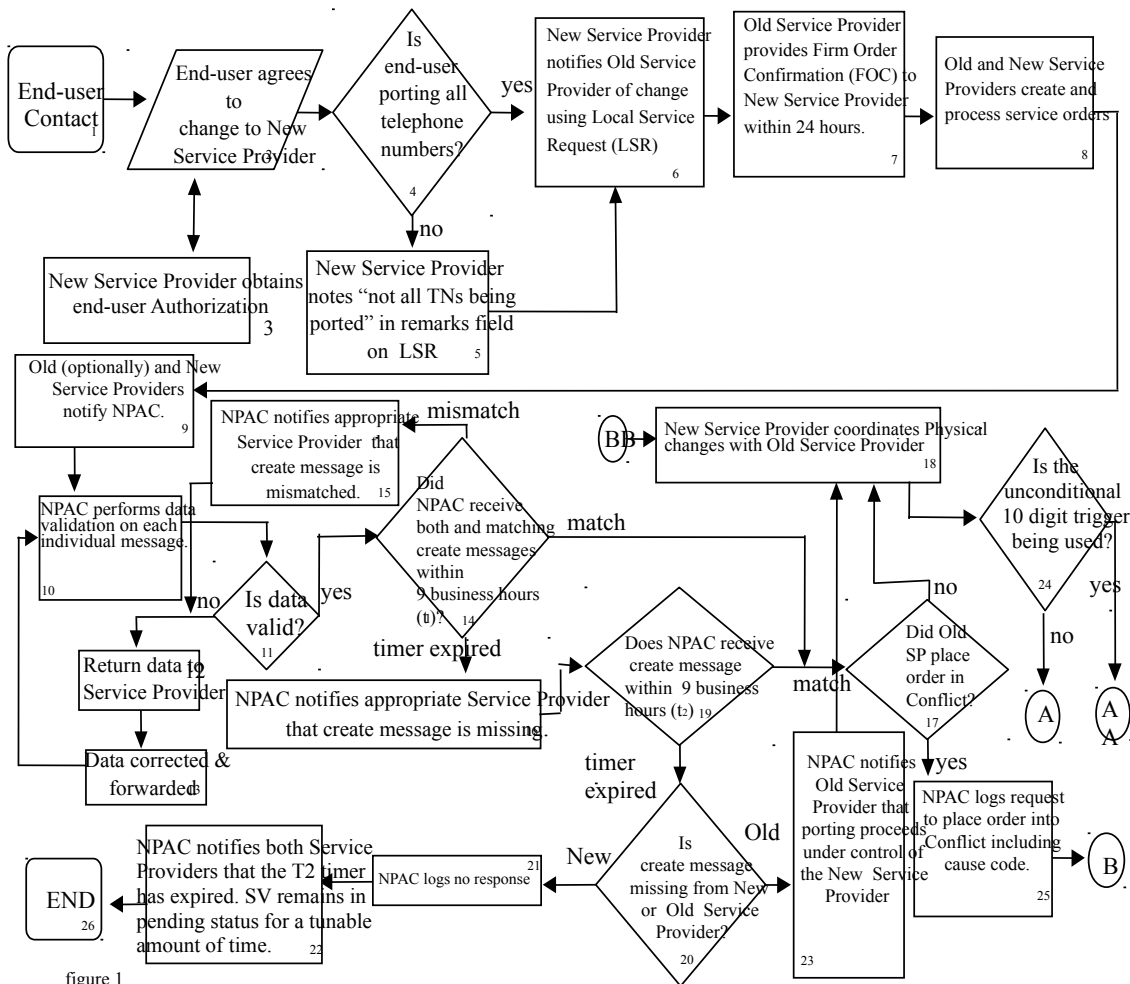 End-user
Contact
1
End-user agrees
to
change to New
Service Provider
2
Is
end-user
porting all
telephone
numbers?
4
yes
no
New Service Provider
notifies Old Service
Provider of change
using Local Service
Request (LSR)
6
Old Service Provider
provides Firm Order
Confirmation (FOC) to
New Service Provider
within 24 hours.
7
Old and New Service
Providers create and
process service orders
8
New Service Provider obtains
end-user Authorization
3
New Service Provider
notes “not all TNs being
ported” in remarks field
on LSR
5
Old (optionally) and New
Service Providers
notify NPAC.
9
NPAC notifies appropriate
Service Provider that
create message is
mismatched.
15
mismatch
Did
NPAC receive
both and matching
create messages
within
9 business hours
(t1)?
14
match
timer expired
BB
New Service Provider coordinates Physical
changes with Old Service Provider
18
Is the
unconditional
10 digit trigger
being used?
24
yes
no
A
A
A
NPAC performs data
validation on each
individual message.
10
Is data
valid?
11
no
yes
Return data to
Service Provider
12
Data corrected &
forwarded
13
NPAC notifies appropriate Service Provider
that create message is missing.
Does NPAC receive
create message
within 9 business
hours (t2)
19
match
timer
expired
Did Old
SP place
order in
Conflict?
17
no
yes
NPAC notifies
Old Service
Provider that
porting proceeds
under control of
the New Service
Provider
23
NPAC logs request
to place order into
Conflict including
cause code.
25
B
Is
create message
missing from New
or Old Service
Provider?
20
Old
New
NPAC logs no response
21
NPAC notifies both Service
Providers that the T2 timer
has expired. SV remains in
pending status for a tunable
amount of time.
22
END
26
figure 1